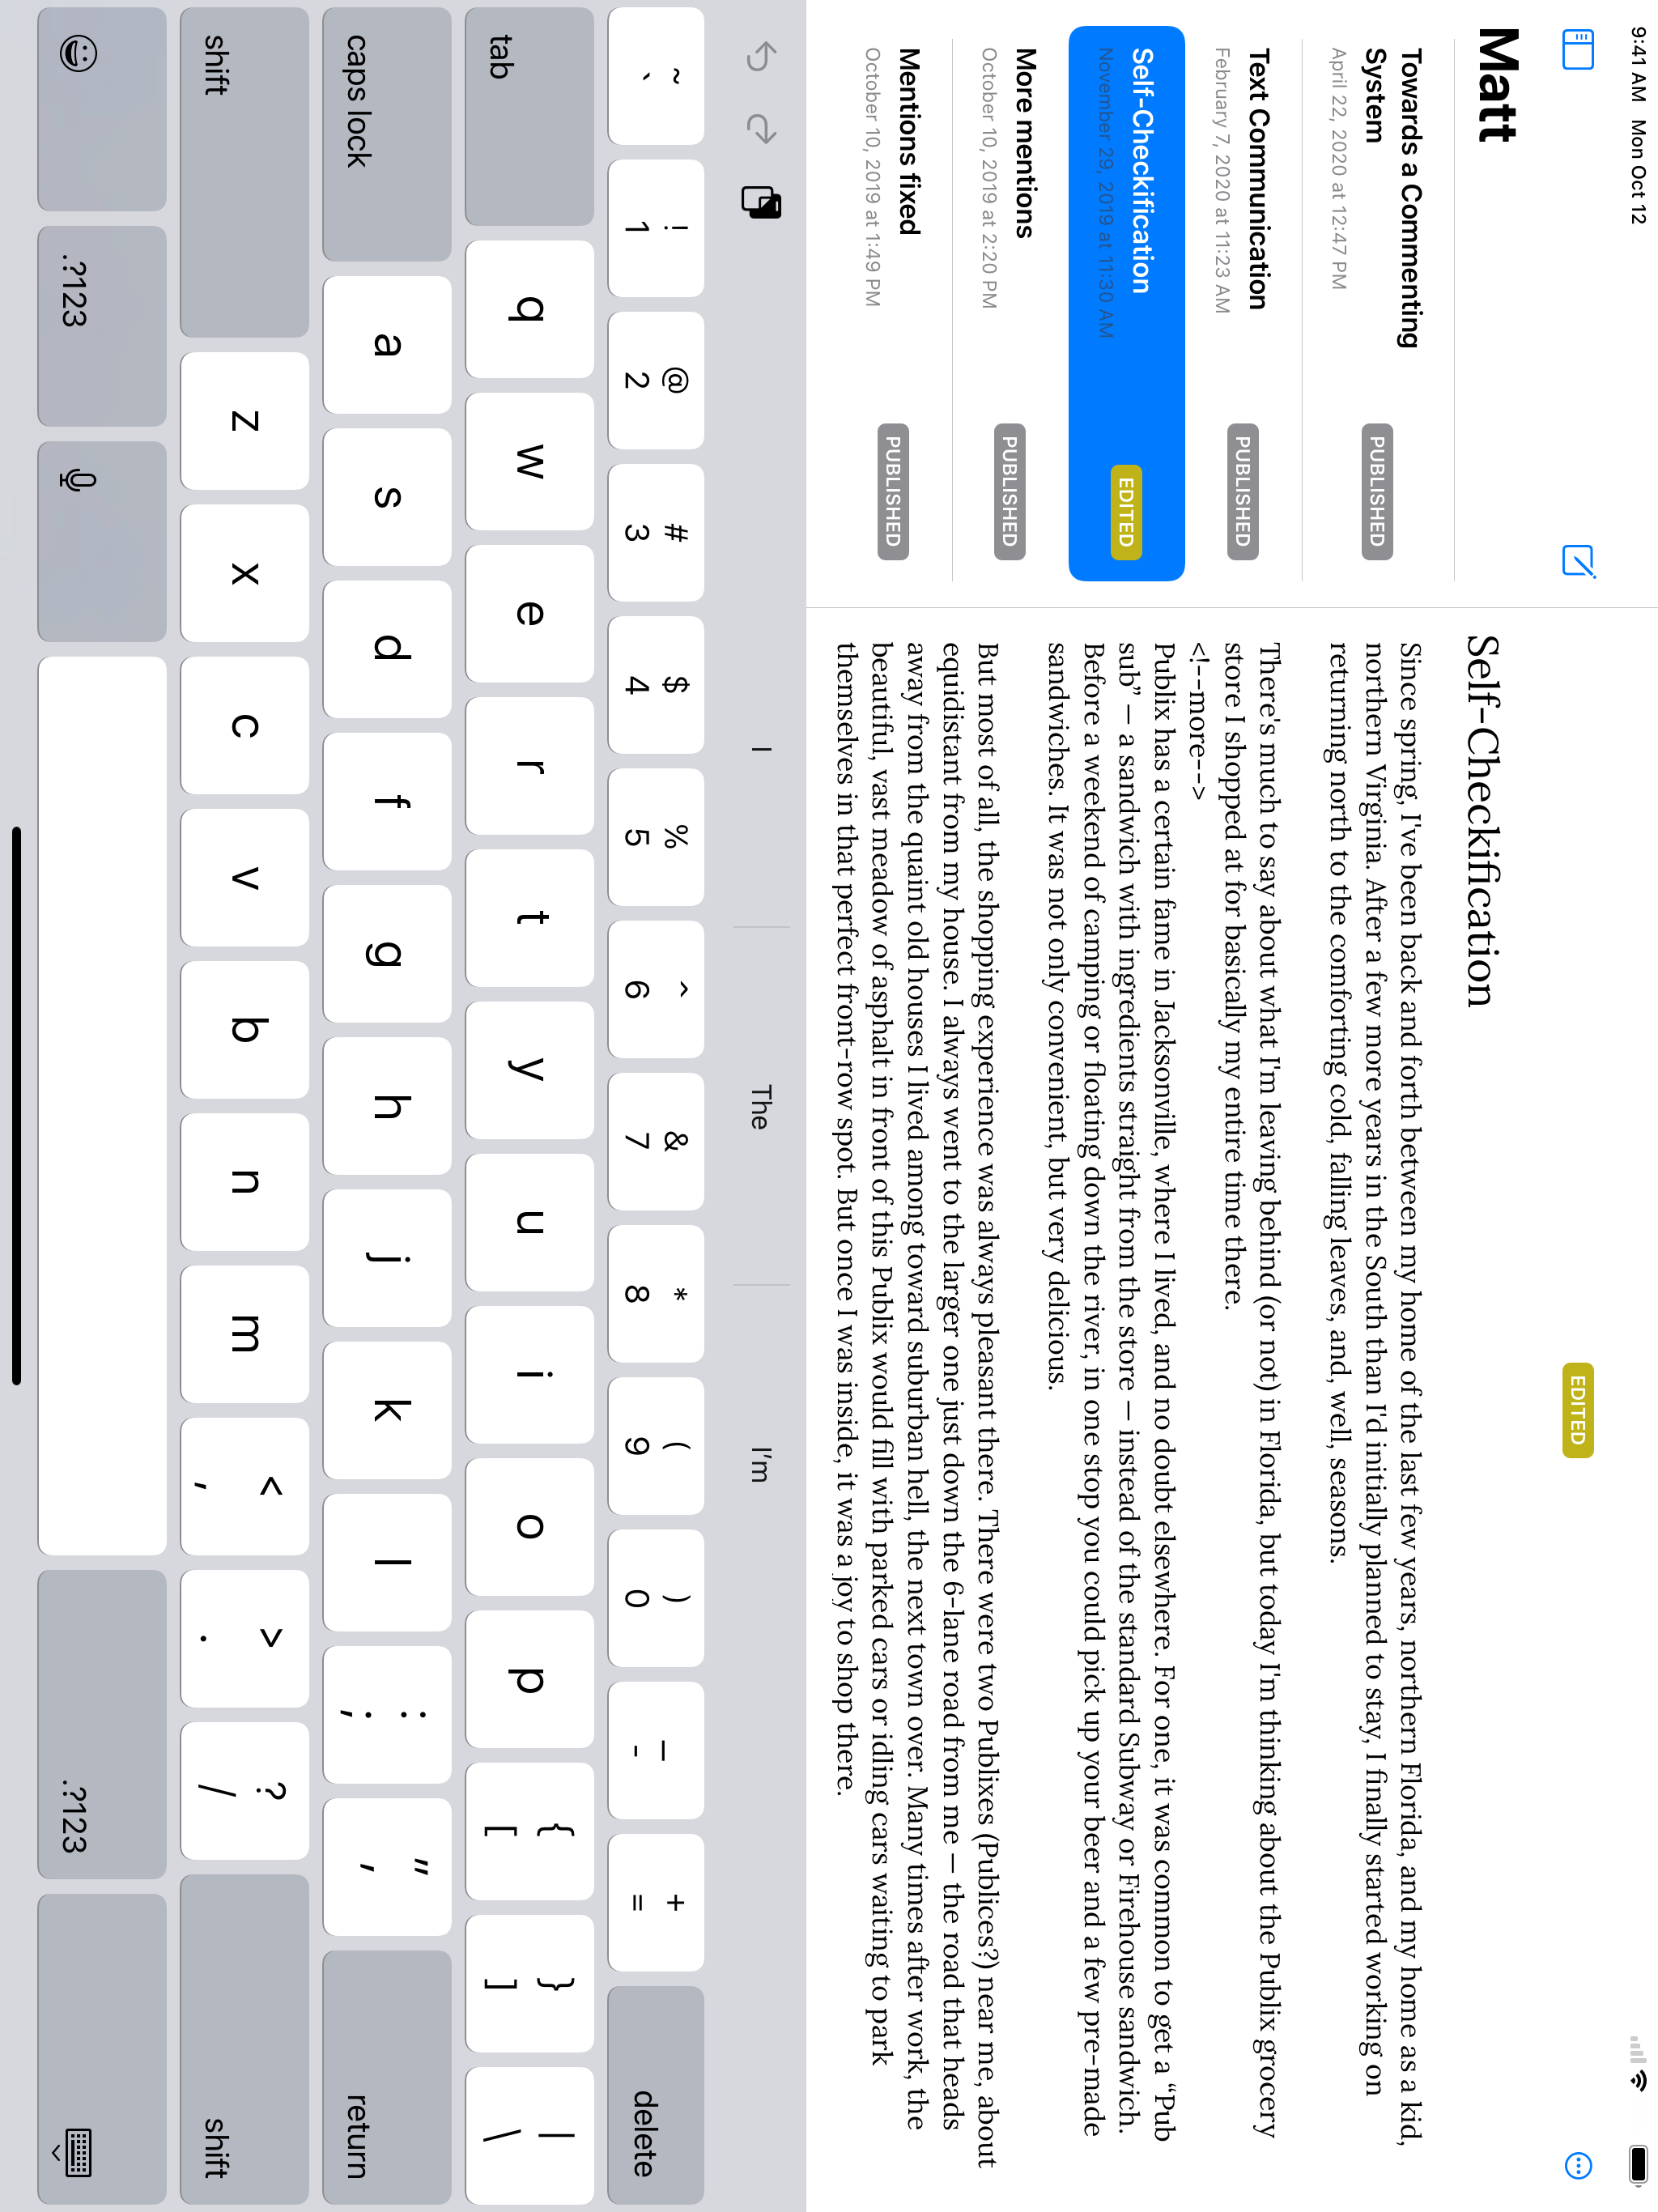 9:41 AM Mon Oct 12
Matt
Towards a Commenting
System
April 22, 2020 at 12:47 PM
PUBLISHED
Text Communication
February 7, 2020 at 11:23 AM
PUBLISHED
Self-Checkification
November 29, 2019 at 11:30 AM
EDITED
More mentions
October 10, 2019 at 2:20 PM
PUBLISHED
Mentions fixed
October 10, 2019 at 1:49 PM
PUBLISHED
EDITED
Self-Checkification
Since spring, I've been back and forth between my home of the last few years, northern Florida, and my home as a kid,
northern Virginia. After a few more years in the South than I'd initially planned to stay, I finally started working on
returning north to the comforting cold, falling leaves, and, well, seasons.
There's much to say about what I'm leaving behind (or not) in Florida, but today I'm thinking about the Publix grocery
store I shopped at for basically my entire time there.
<!--more-->
Publix has a certain fame in Jacksonville, where I lived, and no doubt elsewhere. For one, it was common to get a “Pub
sub” — a sandwich with ingredients straight from the store — instead of the standard Subway or Firehouse sandwich.
Before a weekend of camping or floating down the river, in one stop you could pick up your beer and a few pre-made
sandwiches. It was not only convenient, but very delicious.
But most of all, the shopping experience was always pleasant there. There were two Publixes (Publices?) near me, about
equidistant from my house. I always went to the larger one just down the 6-lane road from me — the road that heads
away from the quaint old houses I lived among toward suburban hell, the next town over. Many times after work, the
beautiful, vast meadow of asphalt in front of this Publix would fill with parked cars or idling cars waiting to park
themselves in that perfect front-row spot. But once I was inside, it was a joy to shop there.
I The I'm
~ ! @ # $ % ^ & * ( ) _ +
` 1 2 3 4 5 6 7 8 9 0 - = delete
tab q w e r t y u i o p { [ } ] | \
caps lock a s d f g h j k l : ; " ' return
shift z x c v b n m < , > . ? / shift
.?123 .?123